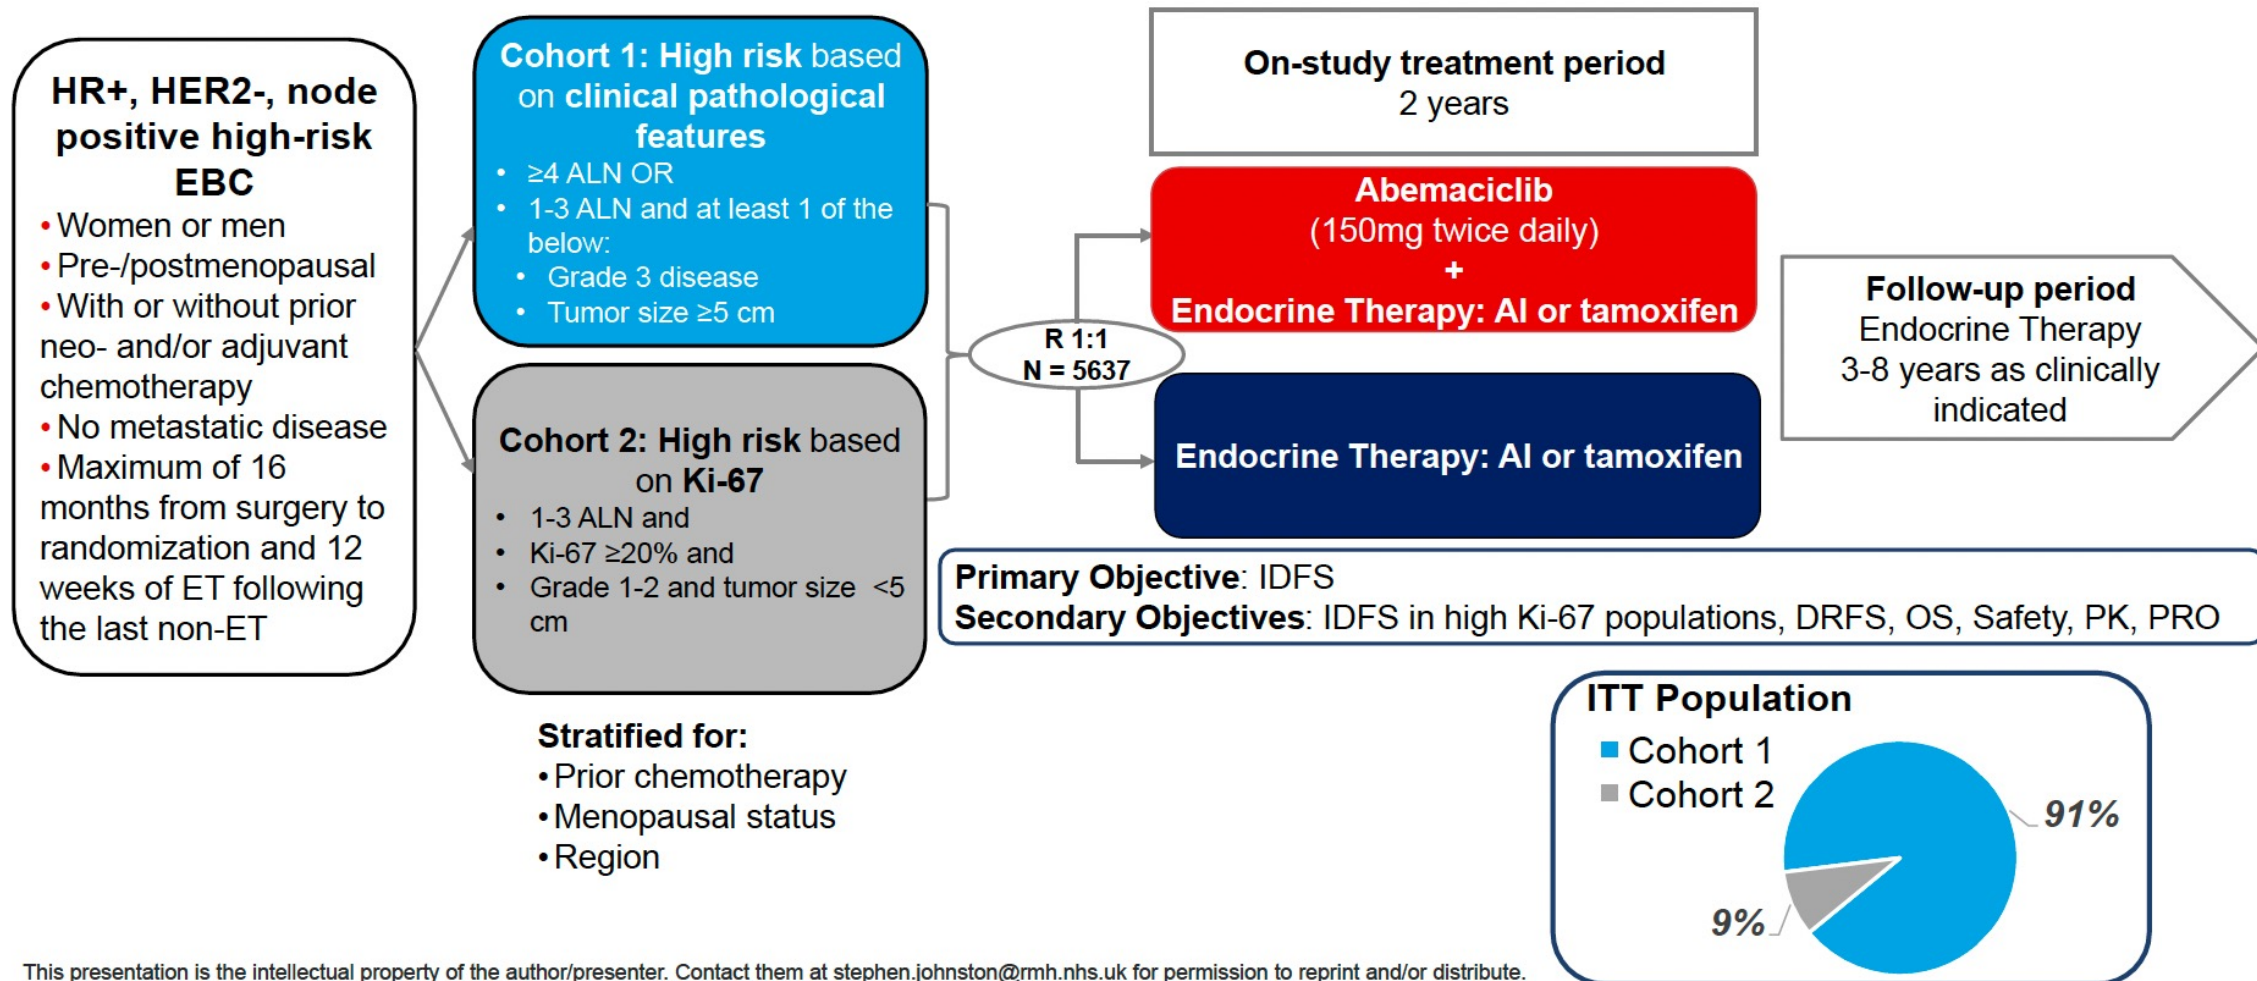 HR+, HER2-, node
positive high-risk
EBC
• Women or men
• Pre-/postmenopausal
• With or without prior
neo- and/or adjuvant
chemotherapy
• No metastatic disease
• Maximum of 16
months from surgery to
randomization and 12
weeks of ET following
the last non-ET
Cohort 1: High risk based
on clinical pathological
features
• ≥4 ALN OR
• 1-3 ALN and at least 1 of the
below:
• Grade 3 disease
• Tumor size ≥5 cm
Cohort 2: High risk based
on Ki-67
• 1-3 ALN and
• Ki-67 ≥20% and
• Grade 1-2 and tumor size <5
cm
Stratified for:
• Prior chemotherapy
• Menopausal status
• Region
R 1:1
N = 5637
On-study treatment period
2 years
Abemaciclib
(150mg twice daily)
+
Endocrine Therapy: AI or tamoxifen
Endocrine Therapy: AI or tamoxifen
Follow-up period
Endocrine Therapy
3-8 years as clinically
indicated
Primary Objective: IDFS
Secondary Objectives: IDFS in high Ki-67 populations, DRFS, OS, Safety, PK, PRO
ITT Population
Cohort 1
Cohort 2
91%
9%
This presentation is the intellectual property of the author/presenter. Contact them at stephen.johnston@rmh.nhs.uk for permission to reprint and/or distribute.